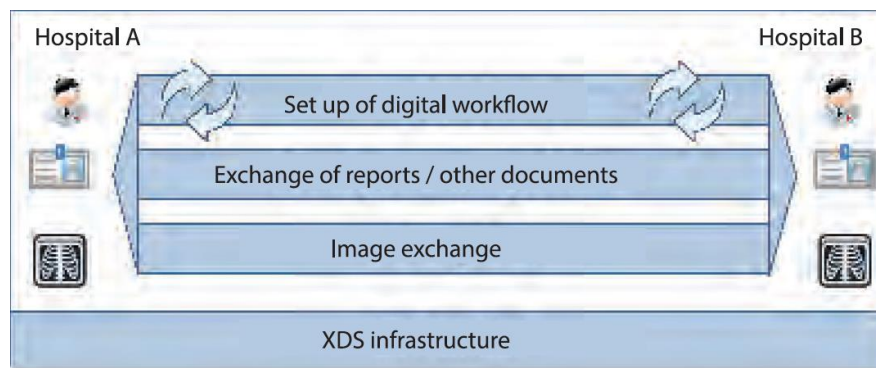 Hospital A
Hospital B
Set up of digital workflow
Exchange of reports / other documents
Image exchange
XDS infrastructure